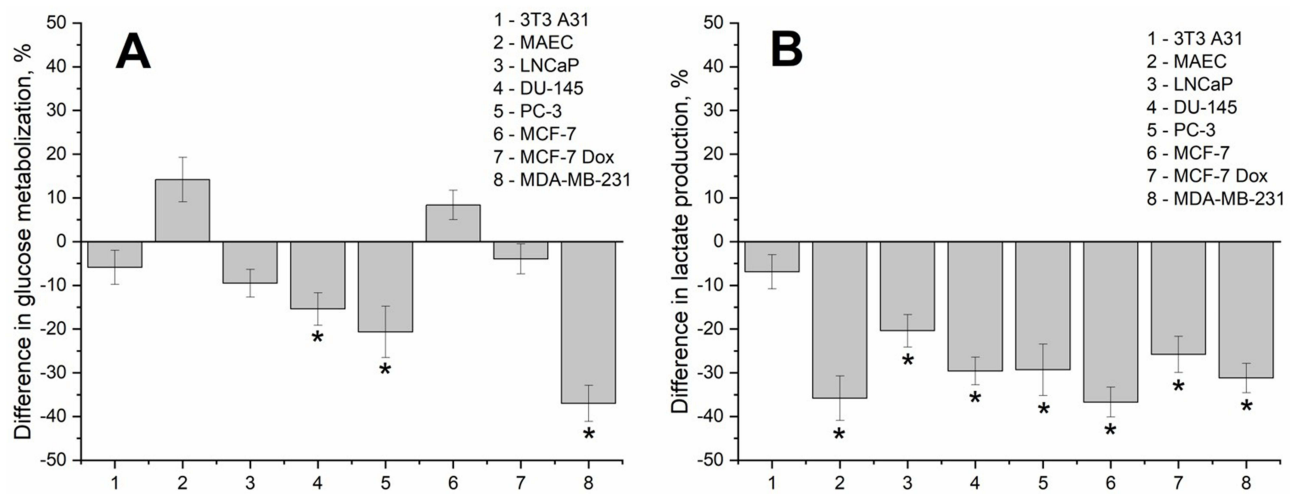 A
Difference in glucose metabolization, %
50
40
30
20
10
0
-10
-20
-30
-40
-50
1 - 3T3 A31
2 - MAEC
3 - LNCaP
4 - DU-145
5 - PC-3
6 - MCF-7
7 - MCF-7 Dox
8 - MDA-MB-231
*
*
*
1 2 3 4 5 6 7 8
B
Difference in lactate production, %
50
40
30
20
10
0
-10
-20
-30
-40
-50
1 - 3T3 A31
2 - MAEC
3 - LNCaP
4 - DU-145
5 - PC-3
6 - MCF-7
7 - MCF-7 Dox
8 - MDA-MB-231
*
*
*
*
*
*
*
1 2 3 4 5 6 7 8